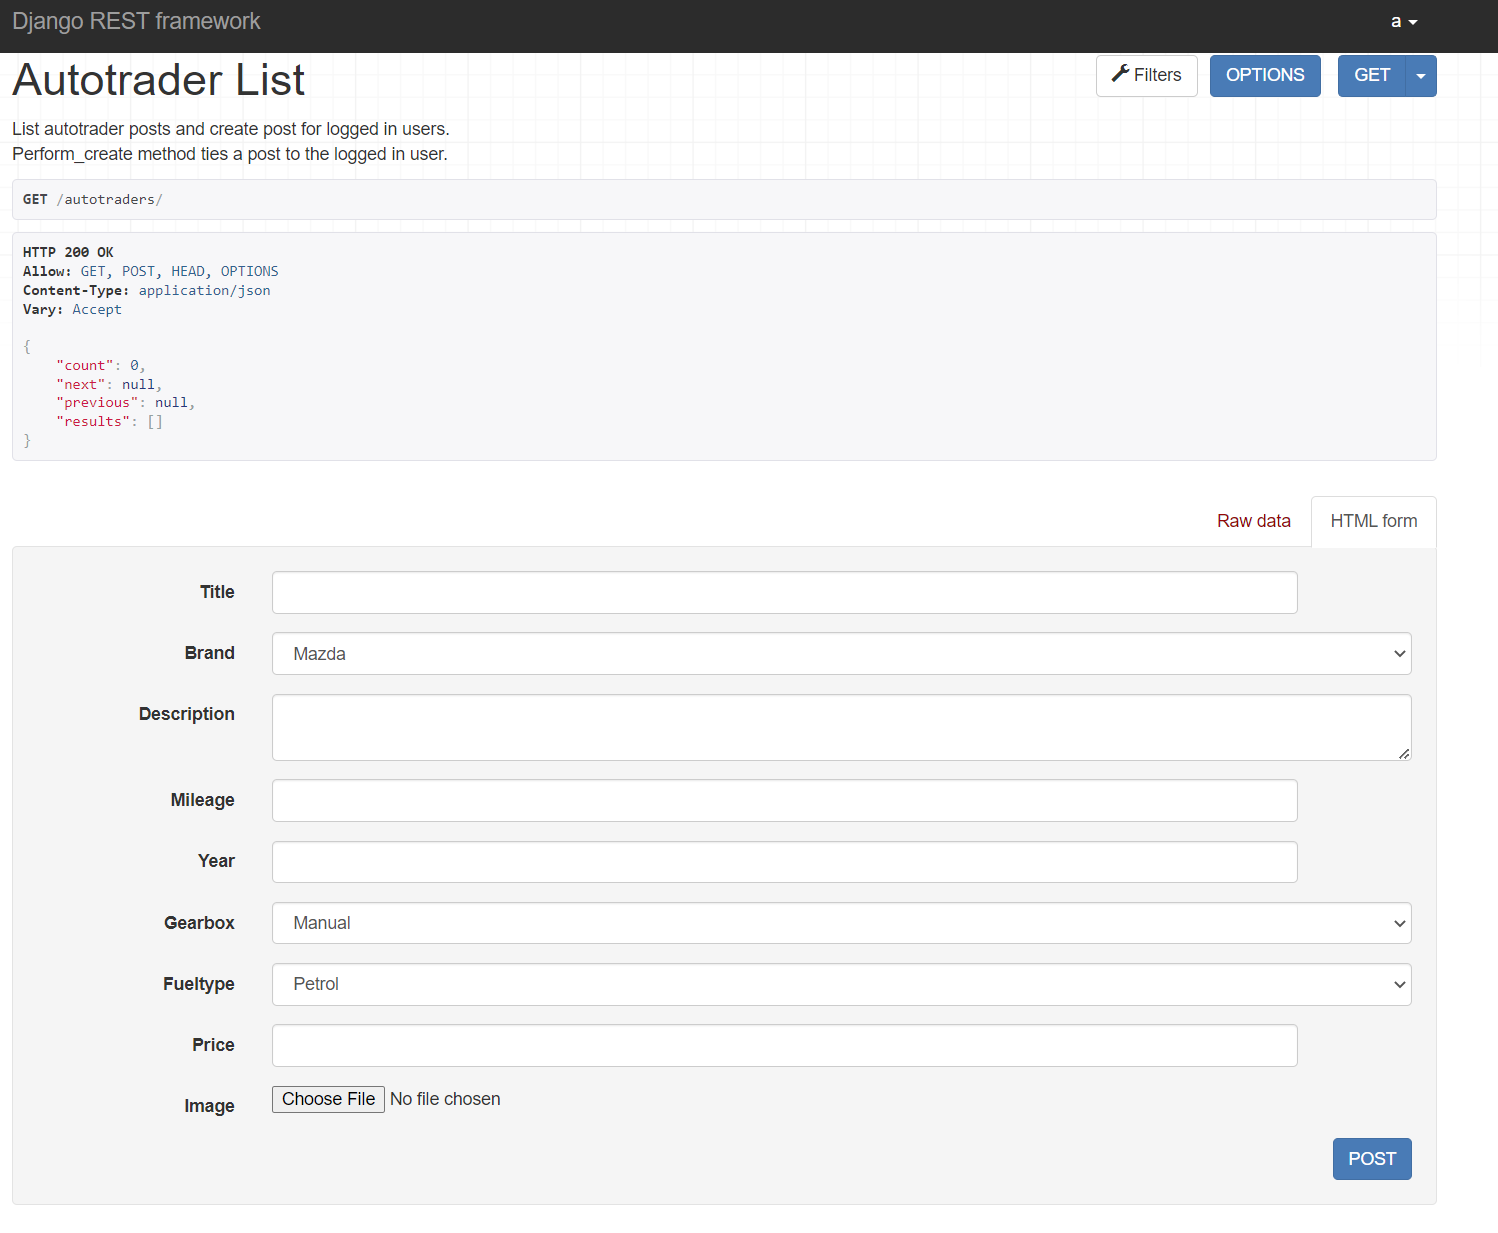 Django REST framework
a
Autotrader List
Filters
OPTIONS
GET
List autotrader posts and create post for logged in users.
Perform_create method ties a post to the logged in user.
GET /autotraders/
HTTP 200 OK
Allow: GET, POST, HEAD, OPTIONS
Content-Type: application/json
Vary: Accept
{
    "count": 0,
    "next": null,
    "previous": null,
    "results": []
}
Raw data
HTML form
Title
Brand
Mazda
Description
Mileage
Year
Gearbox
Manual
Fueltype
Petrol
Price
Image
Choose File No file chosen
POST